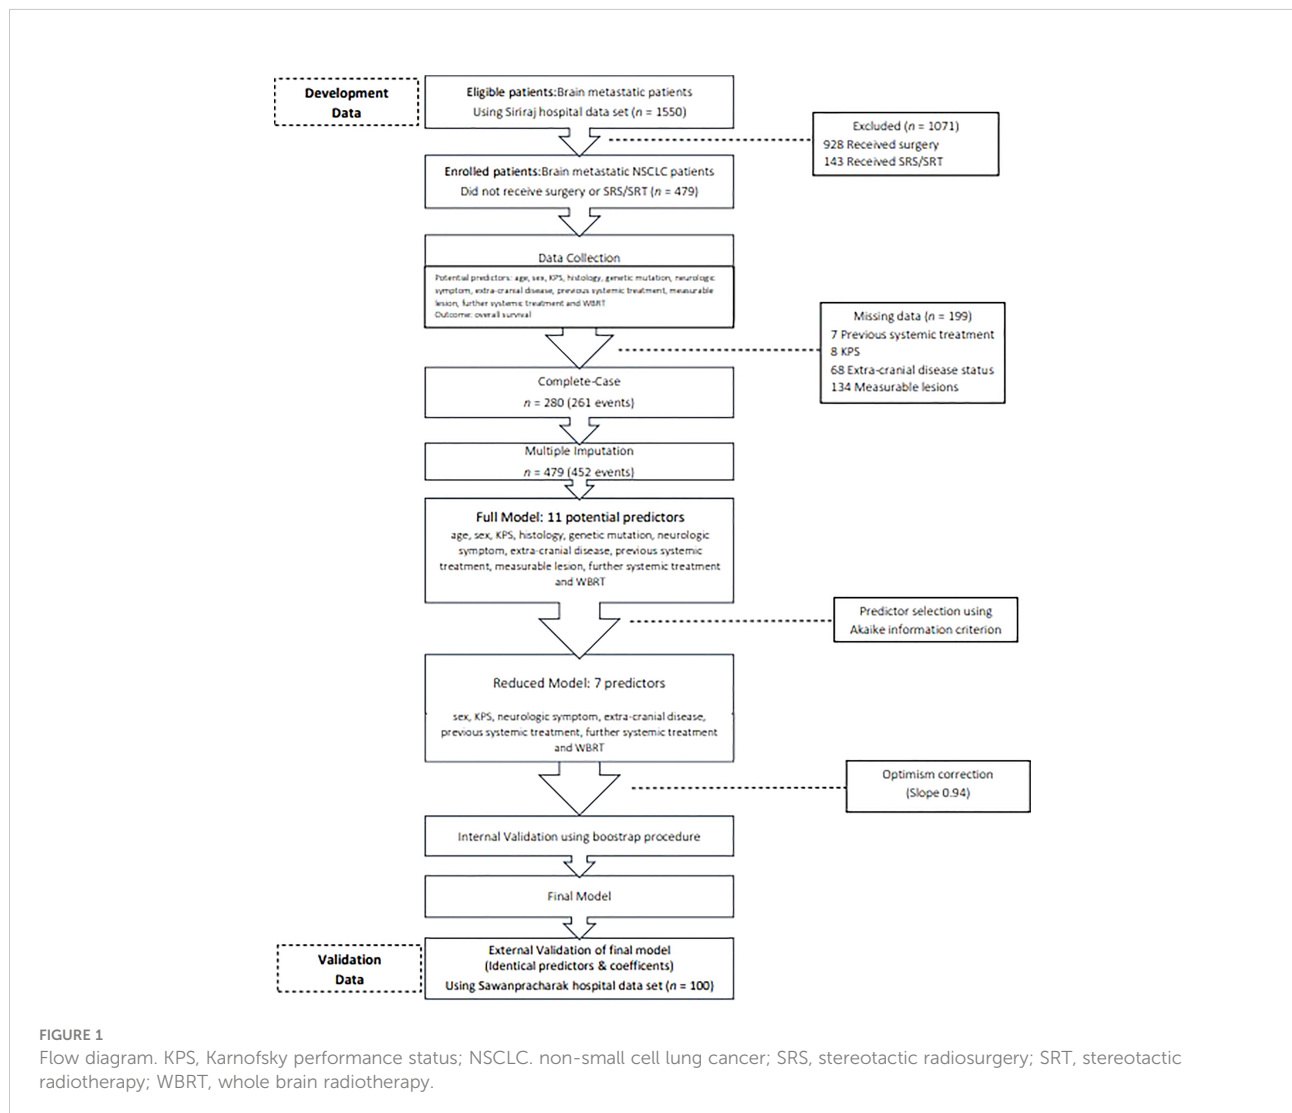 Development
Data
Eligible patients:Brain metastatic patients
Using Siriraj hospital data set (n = 1550)
Excluded (n = 1071)
928 Received surgery
143 Received SRS/SRT
Enrolled patients:Brain metastatic NSCLC patients
Did not receive surgery or SRS/SRT (n = 479)
Data Collection
Potential predictors: age, sex, KPS, histology, genetic mutation, neurologic
symptom, extra-cranial disease, previous systemic treatment, measurable
lesion, further systemic treatment and WBRT
Outcome: overall survival
Missing data (n = 199)
7 Previous systemic treatment
8 KPS
68 Extra-cranial disease status
134 Measurable lesions
Complete-Case
n = 280 (261 events)
Multiple Imputation
n = 479 (452 events)
Full Model: 11 potential predictors
age, sex, KPS, histology, genetic mutation, neurologic
symptom, extra-cranial disease, previous systemic
treatment, measurable lesion, further systemic treatment
and WBRT
Predictor selection using
Akaike information criterion
Reduced Model: 7 predictors
sex, KPS, neurologic symptom, extra-cranial disease,
previous systemic treatment, further systemic treatment
and WBRT
Optimism correction
(Slope 0.94)
Internal Validation using boostrap procedure
Final Model
Validation
Data
External Validation of final model
(Identical predictors & coefficents)
Using Sawanpracharak hospital data set (n = 100)
FIGURE 1
Flow diagram. KPS, Karnofsky performance status; NSCLC. non-small cell lung cancer; SRS, stereotactic radiosurgery; SRT, stereotactic
radiotherapy; WBRT, whole brain radiotherapy.